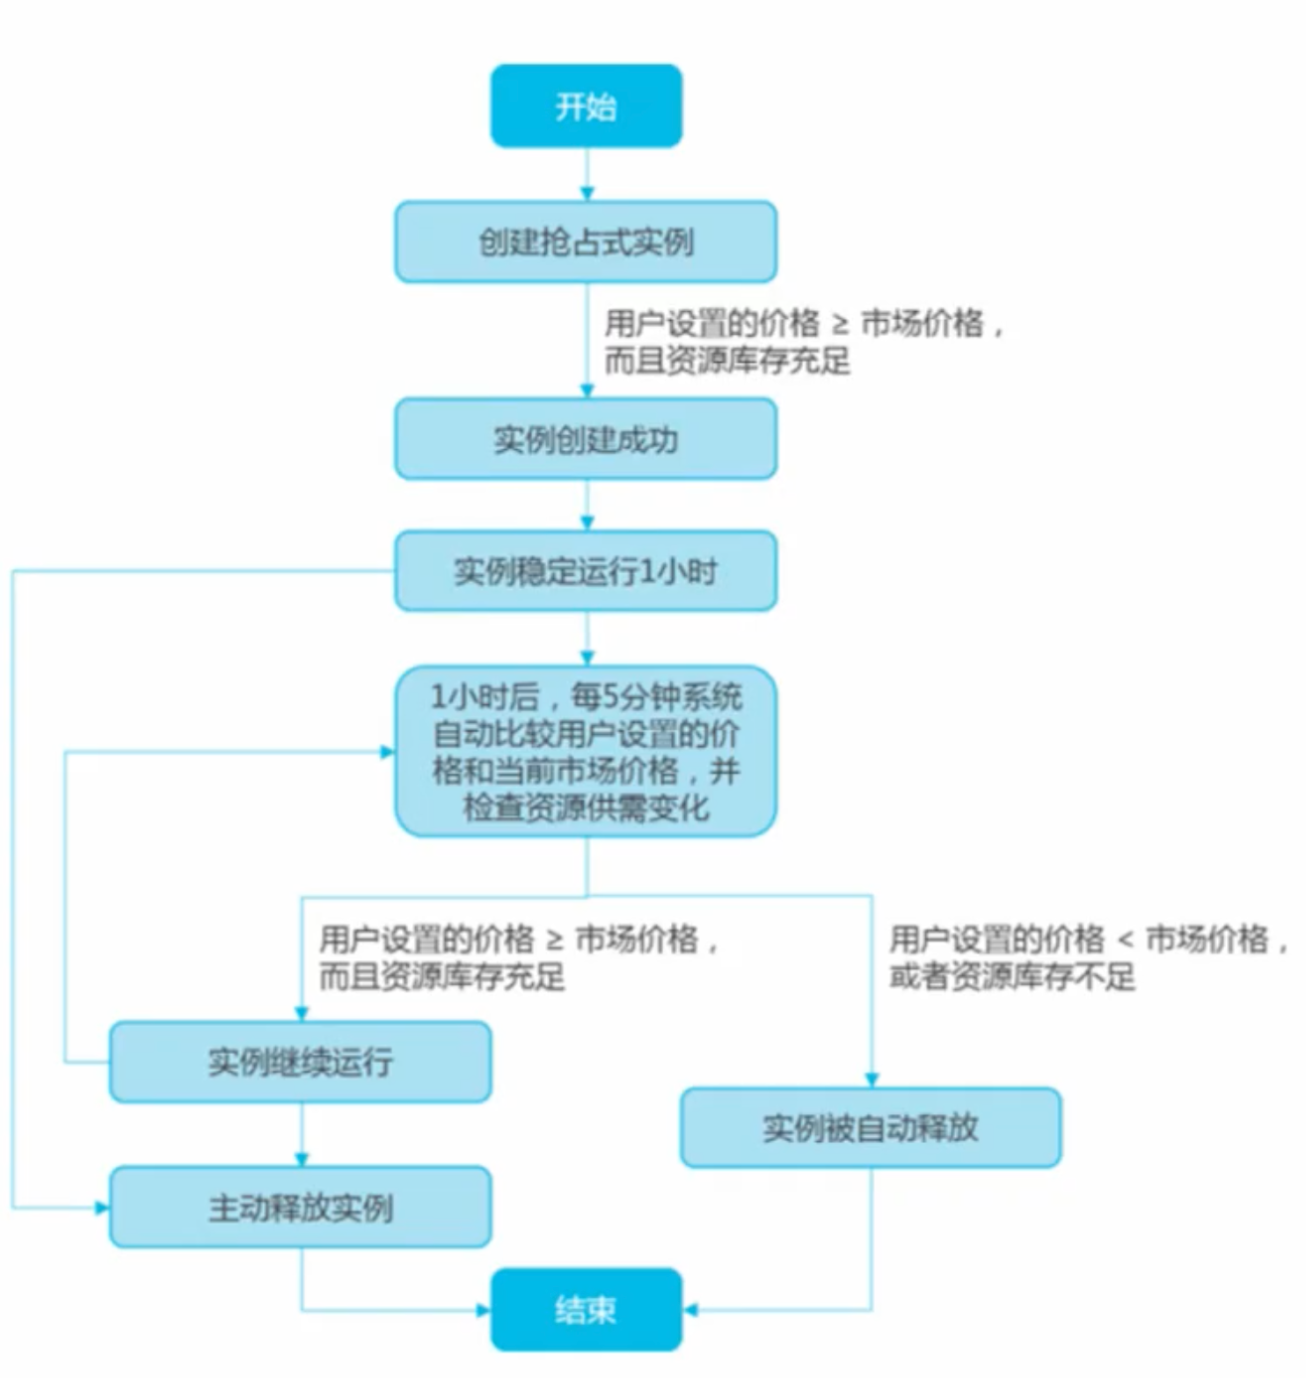 开始
创建抢占式实例
用户设置的价格 ≥ 市场价格，
而且资源库存充足
实例创建成功
实例稳定运行1小时
1小时后，每5分钟系统
自动比较用户设置的价
格和当前市场价格，并
检查资源供需变化
用户设置的价格 ≥ 市场价格，
而且资源库存充足
用户设置的价格 < 市场价格，
或者资源库存不足
实例继续运行
实例被自动释放
主动释放实例
结束